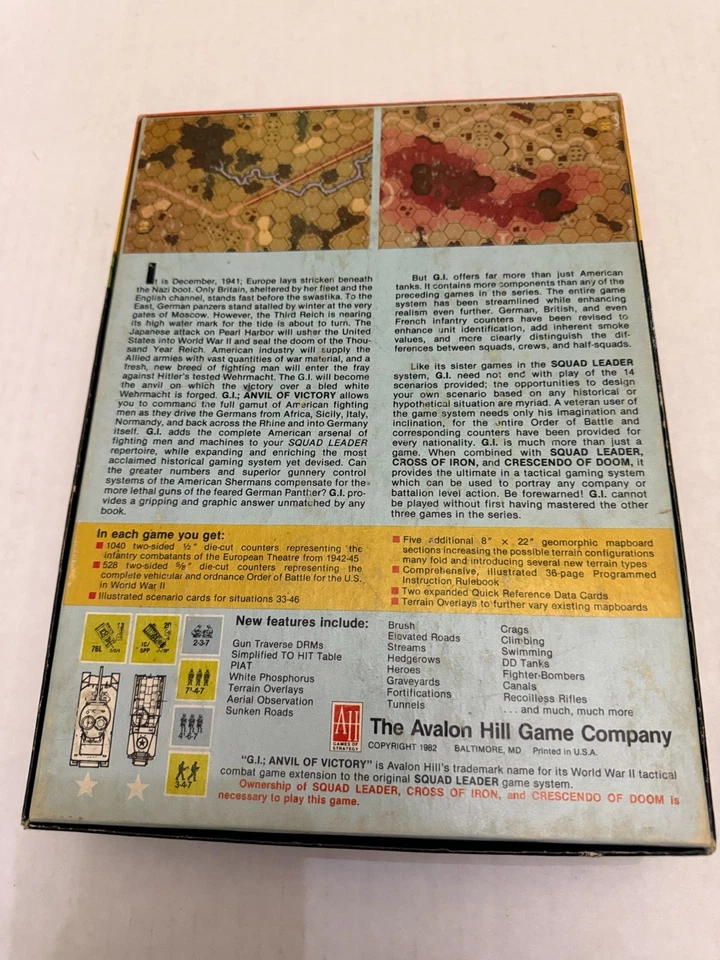 It is December, 1941; Europe lays stricken beneath
the Nazi boot. Only Britain, sheltered by her fleet and the
English channel, stands fast before the swastika. To the
East, German panzers stand stalled by winter at the very
gates of Moscow. However, the Third Reich is nearing
its high water mark for the tide is about to turn. The
Japanese attack on Pearl Harbor will usher the United
States into World War II and seal the doom of the Thou-
sand Year Reich. American industry will supply the
Allied armies with vast quantities of war material, and a
fresh, new breed of fighting man will enter the fray
against Hitler's tested Wehrmacht. The G.I. will become
the anvil on which the victory over a bled white
Wehrmacht is forged. G.I.; ANVIL OF VICTORY allows
you to command the full gamut of American fighting
men as they drive the Germans from Africa, Sicily, Italy,
Normandy, and back across the Rhine and into Germany
itself. G.I. adds the complete American arsenal of
fighting men and machines to your SQUAD LEADER
repertoire, while expanding and enriching the most
acclaimed historical gaming system yet devised. Can
the greater numbers and superior gunnery control
systems of the American Shermans compensate for the
more lethal guns of the feared German Panther? G.I. pro-
vides a gripping and graphic answer unmatched by any
book.
But G.I. offers far more than just American
tanks. It contains more components than any of the
preceding games in the series. The entire game
system has been streamlined while enhancing
realism even further. German, British, and even
French infantry counters have been revised to
enhance unit identification, add inherent smoke
values, and more clearly distinguish the dif-
ferences between squads, crews, and half-squads.
Like its sister games in the SQUAD LEADER
system, G.I. need not end with play of the 14
scenarios provided; the opportunities to design
your own scenario based on any historical or
hypothetical situation are myriad. A veteran user of
the game system needs only his imagination and
inclination, for the entire Order of Battle and
corresponding counters have been provided for
every nationality. G.I. is much more than just a
game. When combined with SQUAD LEADER,
CROSS OF IRON, and CRESCENDO OF DOOM, it
provides the ultimate in a tactical gaming system
which can be used to portray any company or
battalion level action. Be forewarned! G.I. cannot
be played without first having mastered the other
three games in the series.
In each game you get:
1040 two-sided ½" die-cut counters representing the
infantry combatants of the European Theatre from 1942-45
528 two-sided ⅝" die-cut counters representing the
complete vehicular and ordnance Order of Battle for the U.S.
in World War II
Illustrated scenario cards for situations 33-46
Five additional 8" x 22" geomorphic mapboard
sections increasing the possible terrain configurations
many fold and introducing several new terrain types
Comprehensive, illustrated 36-page Programmed
Instruction Rulebook
Two expanded Quick Reference Data Cards
Terrain Overlays to further vary existing mapboards
76L
2-3-7
7-4-7
3-4-7
New features include:
Gun Traverse DRMs
Simplified TO HIT Table
PIAT
White Phosphorus
Terrain Overlays
Aerial Observation
Sunken Roads
Brush
Elevated Roads
Streams
Hedgerows
Heroes
Graveyards
Fortifications
Tunnels
Crags
Climbing
Swimming
DD Tanks
Fighter-Bombers
Canals
Recoilless Rifles
. . . and much, much more
AH
GAMES OF
STRATEGY
The Avalon Hill Game Company
COPYRIGHT 1982 BALTIMORE, MD Printed in U.S.A.
"G.I.; ANVIL OF VICTORY" is Avalon Hill's trademark name for its World War II tactical
combat game extension to the original SQUAD LEADER game system.
Ownership of SQUAD LEADER, CROSS OF IRON, and CRESCENDO OF DOOM is
necessary to play this game.